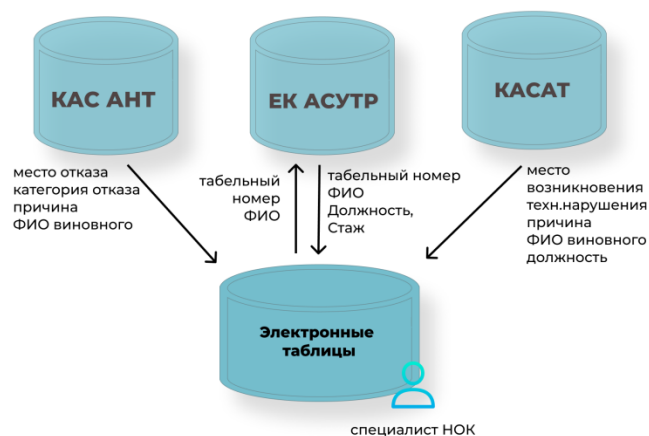 КАС АНТ
ЕК АСУТР
КАСАТ
место отказа
категория отказа
причина
ФИО виновного
табельный
номер
ФИО
табельный номер
ФИО
Должность,
Стаж
место
возникновения
техн.нарушения
причина
ФИО виновного
должность
Электронные
таблицы
специалист НОК